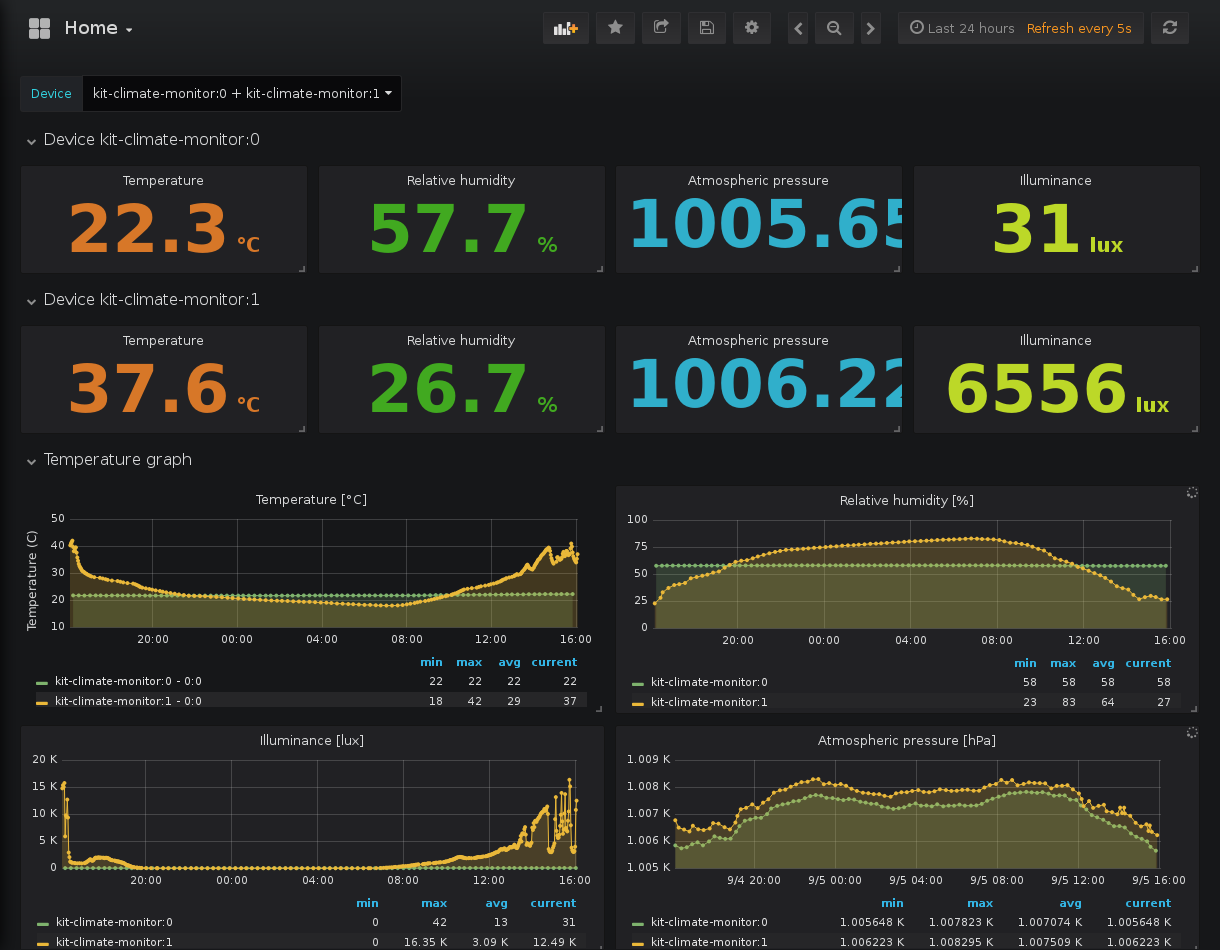 Home
Last 24 hours Refresh every 5s
Device kit-climate-monitor:0 + kit-climate-monitor:1
Device kit-climate-monitor:0
Temperature Relative humidity Atmospheric pressure Illuminance
22.3 °C 57.7 % 1005.65 31 lux
Device kit-climate-monitor:1
Temperature Relative humidity Atmospheric pressure Illuminance
37.6 °C 26.7 % 1006.22 6556 lux
Temperature graph
Temperature [°C]
Temperature (C)
50
40
30
20
10
20:00 00:00 04:00 08:00 12:00 16:00
min max avg current
kit-climate-monitor:0 - 0:0 22 22 22 22
kit-climate-monitor:1 - 0:0 18 42 29 37
Relative humidity [%]
100
75
50
25
0
20:00 00:00 04:00 08:00 12:00 16:00
min max avg current
kit-climate-monitor:0 58 58 58 58
kit-climate-monitor:1 23 83 64 27
Illuminance [lux]
20 K
15 K
10 K
5 K
0
20:00 00:00 04:00 08:00 12:00 16:00
min max avg current
kit-climate-monitor:0 0 42 13 31
kit-climate-monitor:1 0 16.35 K 3.09 K 12.49 K
Atmospheric pressure [hPa]
1.009 K
1.008 K
1.007 K
1.006 K
1.005 K
9/4 20:00 9/5 00:00 9/5 04:00 9/5 08:00 9/5 12:00 9/5 16:00
min max avg current
kit-climate-monitor:0 1.005648 K 1.007823 K 1.007074 K 1.005648 K
kit-climate-monitor:1 1.006223 K 1.008295 K 1.007509 K 1.006223 K